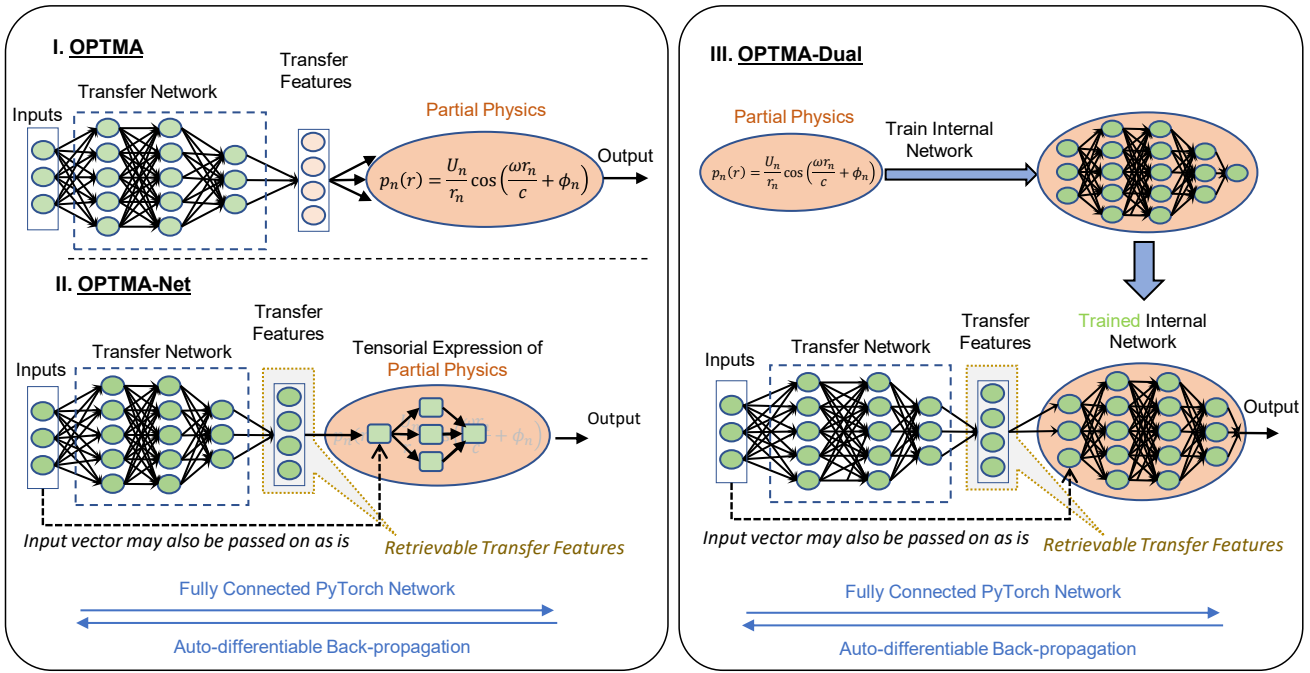 I. OPTMA
Transfer
Features
Transfer Network
Inputs
Partial Physics
p_n(r) = U_n/r_n cos(ωr_n/c + ϕ_n)
Output
II. OPTMA-Net
Transfer
Features
Transfer Network
Tensorial Expression of
Partial Physics
Inputs
Output
+ ϕ_n)
Input vector may also be passed on as is
Retrievable Transfer Features
Fully Connected PyTorch Network
Auto-differentiable Back-propagation
III. OPTMA-Dual
Partial Physics
p_n(r) = U_n/r_n cos(ωr_n/c + ϕ_n)
Train Internal
Network
Transfer
Features
Trained Internal
Network
Transfer Network
Inputs
Output
Input vector may also be passed on as is
Retrievable Transfer Features
Fully Connected PyTorch Network
Auto-differentiable Back-propagation